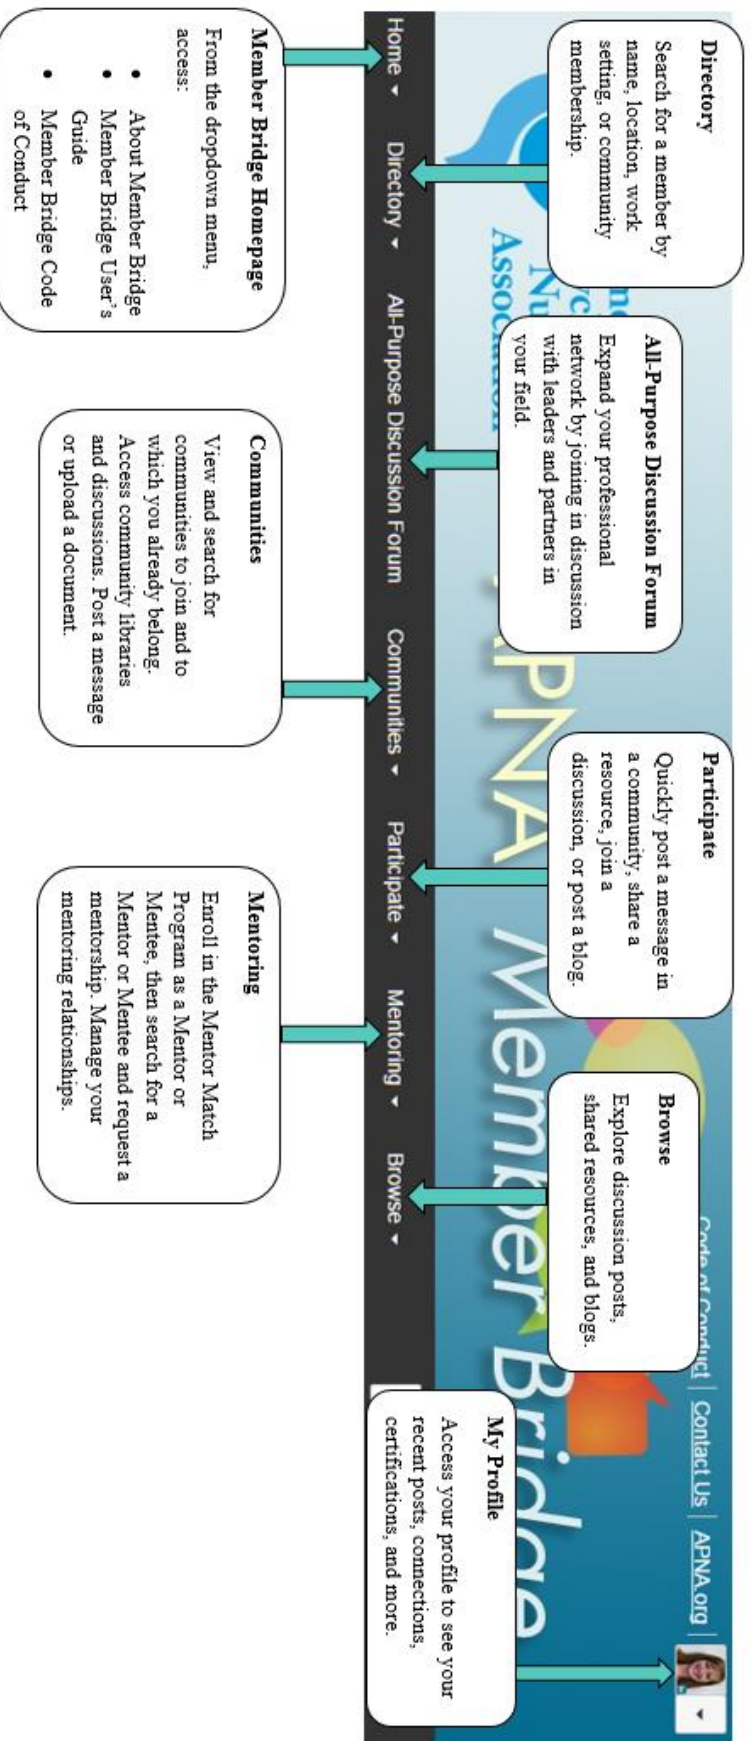 Directory
Search for a member by
name, location, work
setting, or community
membership.
All-Purpose Discussion Forum
Expand your professional
network by joining in discussion
with leaders and partners in
your field.
Participate
Quickly post a message in
a community, share a
resource, join a
discussion, or post a blog.
Browse
Explore discussion posts,
shared resources, and blogs.
Code of Conduct | Contact Us | APNA.org |
APNA Member Bridge
My Profile
Access your profile to see your
recent posts, connections,
certifications, and more.
Home Directory All-Purpose Discussion Forum Communities Participate Mentoring Browse
Member Bridge Homepage
From the dropdown menu,
access:
• About Member Bridge
• Member Bridge User's
Guide
• Member Bridge Code
of Conduct
Communities
View and search for
communities to join and to
which you already belong.
Access community libraries
and discussions. Post a message
or upload a document.
Mentoring
Enroll in the Mentor Match
Program as a Mentor or
Mentee, then search for a
Mentor or Mentee and request a
mentorship. Manage your
mentoring relationships.